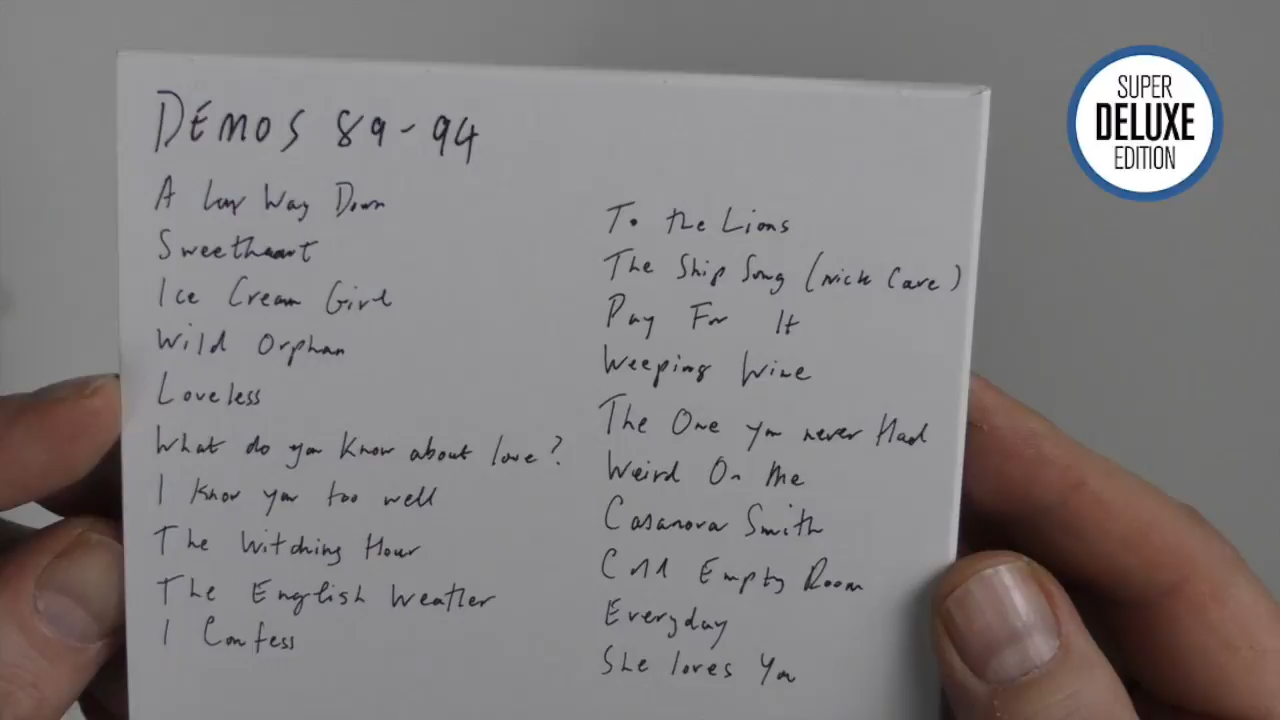 DEMOS 89-94
A Long Way Down
Sweetheart
Ice Cream Girl
Wild Orphan
Loveless
What do you know about love?
I know you too well
The Witching Hour
The English Weather
I Confess
To the Lions
The Ship Song (Nick Cave)
Pay For It
Weeping Wine
The One you never Had
Weird On Me
Casanova Smith
Cold Empty Room
Everyday
She loves You
SUPER
DELUXE
EDITION